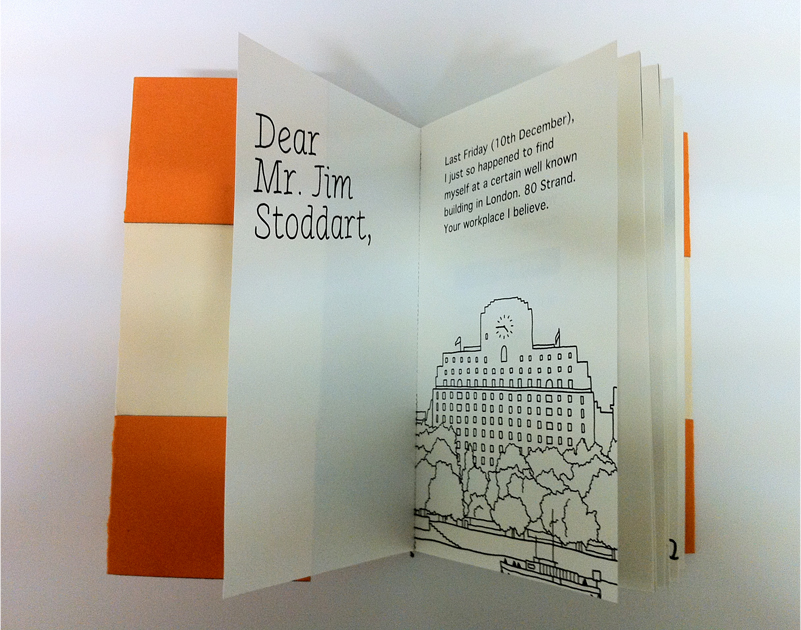 Dear
Mr. Jim
Stoddart,
Last Friday (10th December),
I just so happened to find
myself at a certain well known
building in London. 80 Strand.
Your workplace I believe.
2